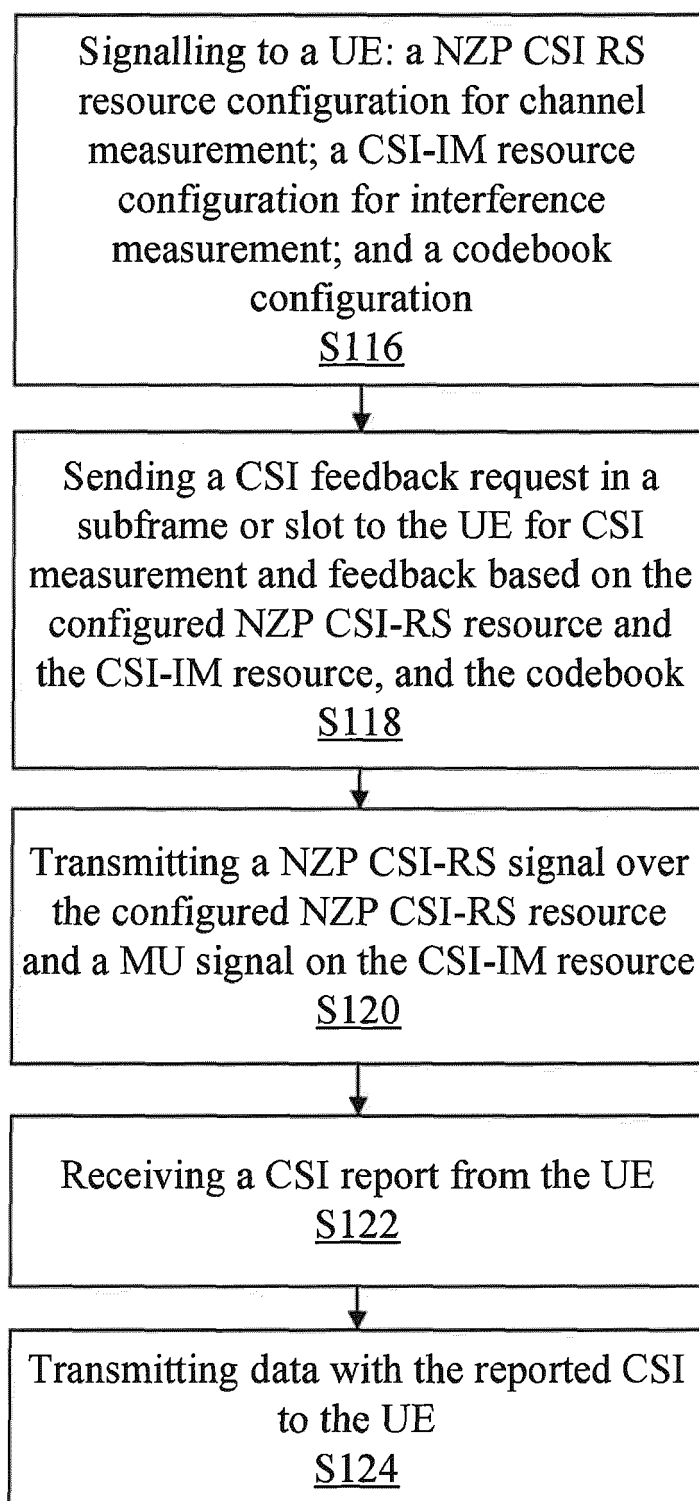 Signalling to a UE: a NZP CSI RS
resource configuration for channel
measurement; a CSI-IM resource
configuration for interference
measurement; and a codebook
configuration
S116
Sending a CSI feedback request in a
subframe or slot to the UE for CSI
measurement and feedback based on the
configured NZP CSI-RS resource and
the CSI-IM resource, and the codebook
S118
Transmitting a NZP CSI-RS signal over
the configured NZP CSI-RS resource
and a MU signal on the CSI-IM resource
S120
Receiving a CSI report from the UE
S122
Transmitting data with the reported CSI
to the UE
S124